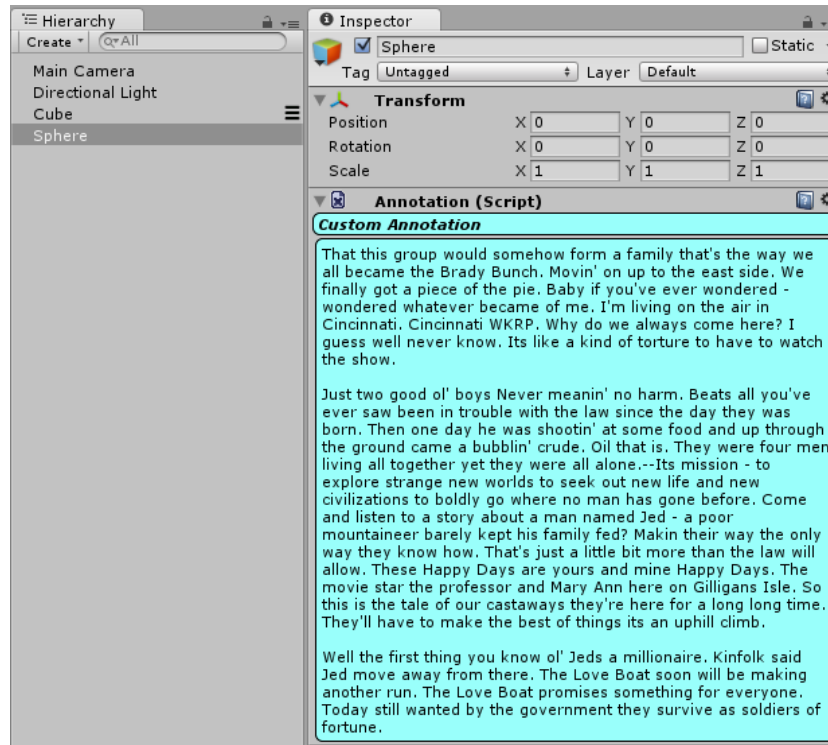 Hierarchy
Create
All
Main Camera
Directional Light
Cube
Sphere
Inspector
Sphere
Static
Tag Untagged Layer Default
Transform
Position X 0 Y 0 Z 0
Rotation X 0 Y 0 Z 0
Scale X 1 Y 1 Z 1
Annotation (Script)
Custom Annotation
That this group would somehow form a family that's the way we
all became the Brady Bunch. Movin' on up to the east side. We
finally got a piece of the pie. Baby if you've ever wondered -
wondered whatever became of me. I'm living on the air in
Cincinnati. Cincinnati WKRP. Why do we always come here? I
guess well never know. Its like a kind of torture to have to watch
the show.
Just two good ol' boys Never meanin' no harm. Beats all you've
ever saw been in trouble with the law since the day they was
born. Then one day he was shootin' at some food and up through
the ground came a bubblin' crude. Oil that is. They were four men
living all together yet they were all alone.--Its mission - to
explore strange new worlds to seek out new life and new
civilizations to boldly go where no man has gone before. Come
and listen to a story about a man named Jed - a poor
mountaineer barely kept his family fed? Makin their way the only
way they know how. That's just a little bit more than the law will
allow. These Happy Days are yours and mine Happy Days. The
movie star the professor and Mary Ann here on Gilligans Isle. So
this is the tale of our castaways they're here for a long long time.
They'll have to make the best of things its an uphill climb.
Well the first thing you know ol' Jeds a millionaire. Kinfolk said
Jed move away from there. The Love Boat soon will be making
another run. The Love Boat promises something for everyone.
Today still wanted by the government they survive as soldiers of
fortune.